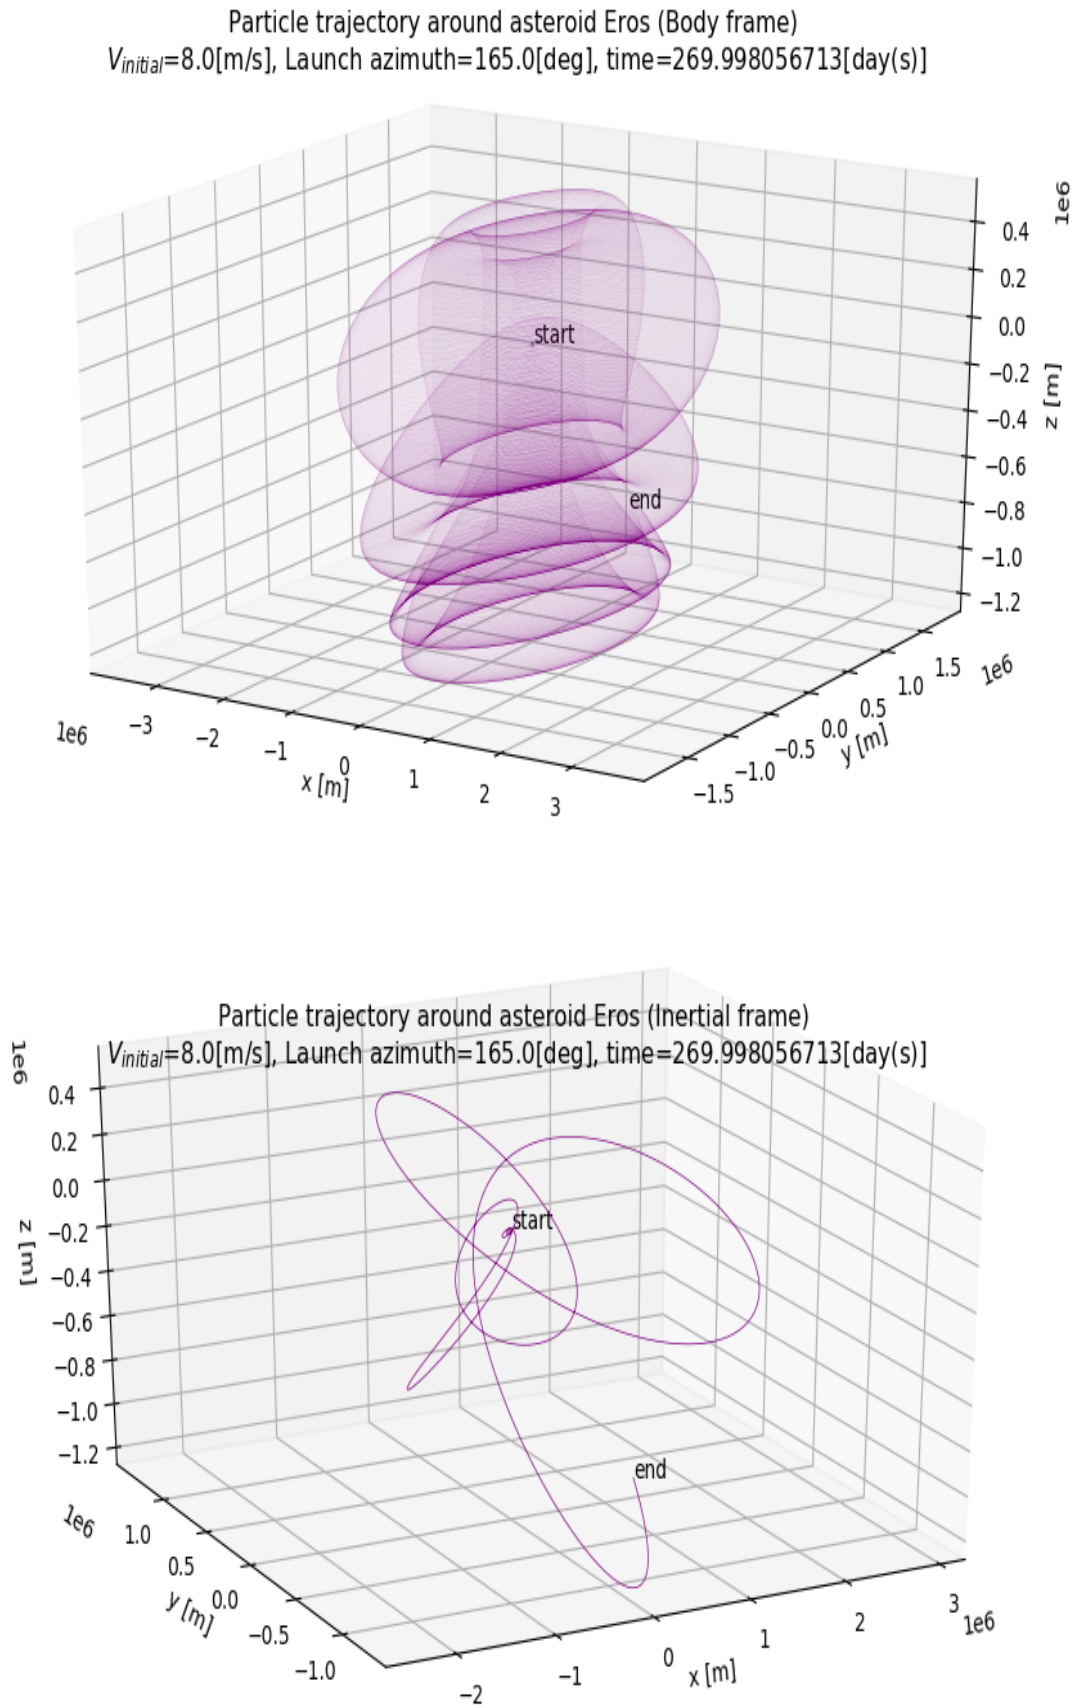 Particle trajectory around asteroid Eros (Body frame)
V_initial=8.0[m/s], Launch azimuth=165.0[deg], time=269.998056713[day(s)]
1e6
0.4
0.2
0.0
−0.2
−0.4
−0.6
−0.8
−1.0
−1.2
z [m]
start
end
1e6
−3
−2
−1
0
1
2
3
x [m]
−1.5
−1.0
−0.5
0.0
0.5
1.0
1.5
1e6
y [m]
Particle trajectory around asteroid Eros (Inertial frame)
V_initial=8.0[m/s], Launch azimuth=165.0[deg], time=269.998056713[day(s)]
1e6
0.4
0.2
0.0
−0.2
−0.4
−0.6
−0.8
−1.0
−1.2
z [m]
start
end
1e6
1.0
0.5
0.0
−0.5
−1.0
y [m]
−2
−1
0
1
2
3
1e6
x [m]